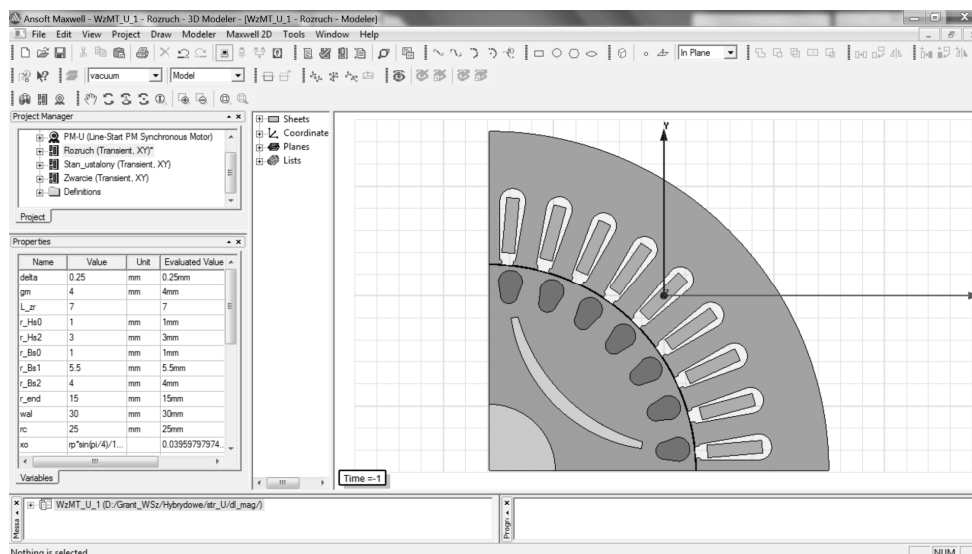 Ansoft Maxwell - WzMT_U_1 - Rozruch - 3D Modeler - [WzMT_U_1 - Rozruch - Modeler]
File Edit View Project Draw Modeler Maxwell 2D Tools Window Help
In Plane
vacuum Model
Project Manager
PM-U (Line-Start PM Synchronous Motor)
Rozruch (Transient, XY)*
Stan_ustalony (Transient, XY)
Zwarcie (Transient, XY)
Definitions
Project
Sheets
Coordinate
Planes
Lists
Properties
Name Value Unit Evaluated Value
delta 0.25 mm 0.25mm
gm 4 mm 4mm
L_zr 7 7
r_Hs0 1 mm 1mm
r_Hs2 3 mm 3mm
r_Bs0 1 mm 1mm
r_Bs1 5.5 mm 5.5mm
r_Bs2 4 mm 4mm
r_end 15 mm 15mm
wal 30 mm 30mm
rc 25 mm 25mm
xo rp*sin(pi/4)/1... 0.03959797974...
Variables
Y
Time =-1
Messa
WzMT_U_1 (D:/Grant_WSz/Hybrydowe/str_U/dl_mag/)
Progr
Nothing is selected
NUM